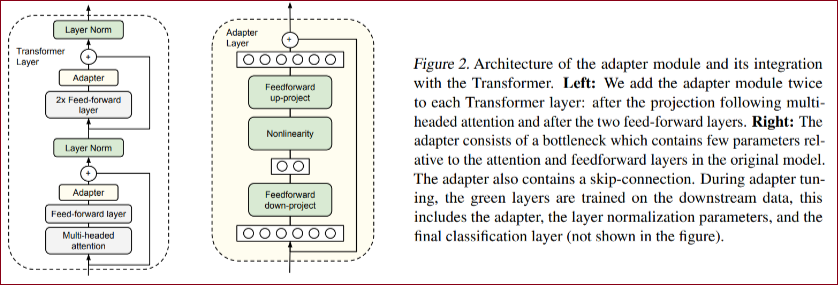 Layer Norm
Transformer
Layer
+
Adapter
2x Feed-forward
layer
Layer Norm
+
Adapter
Feed-forward layer
Multi-headed
attention
Adapter
Layer
+
Feedforward
up-project
Nonlinearity
Feedforward
down-project
Figure 2. Architecture of the adapter module and its integration
with the Transformer. Left: We add the adapter module twice
to each Transformer layer: after the projection following multi-
headed attention and after the two feed-forward layers. Right: The
adapter consists of a bottleneck which contains few parameters rel-
ative to the attention and feedforward layers in the original model.
The adapter also contains a skip-connection. During adapter tun-
ing, the green layers are trained on the downstream data, this
includes the adapter, the layer normalization parameters, and the
final classification layer (not shown in the figure).